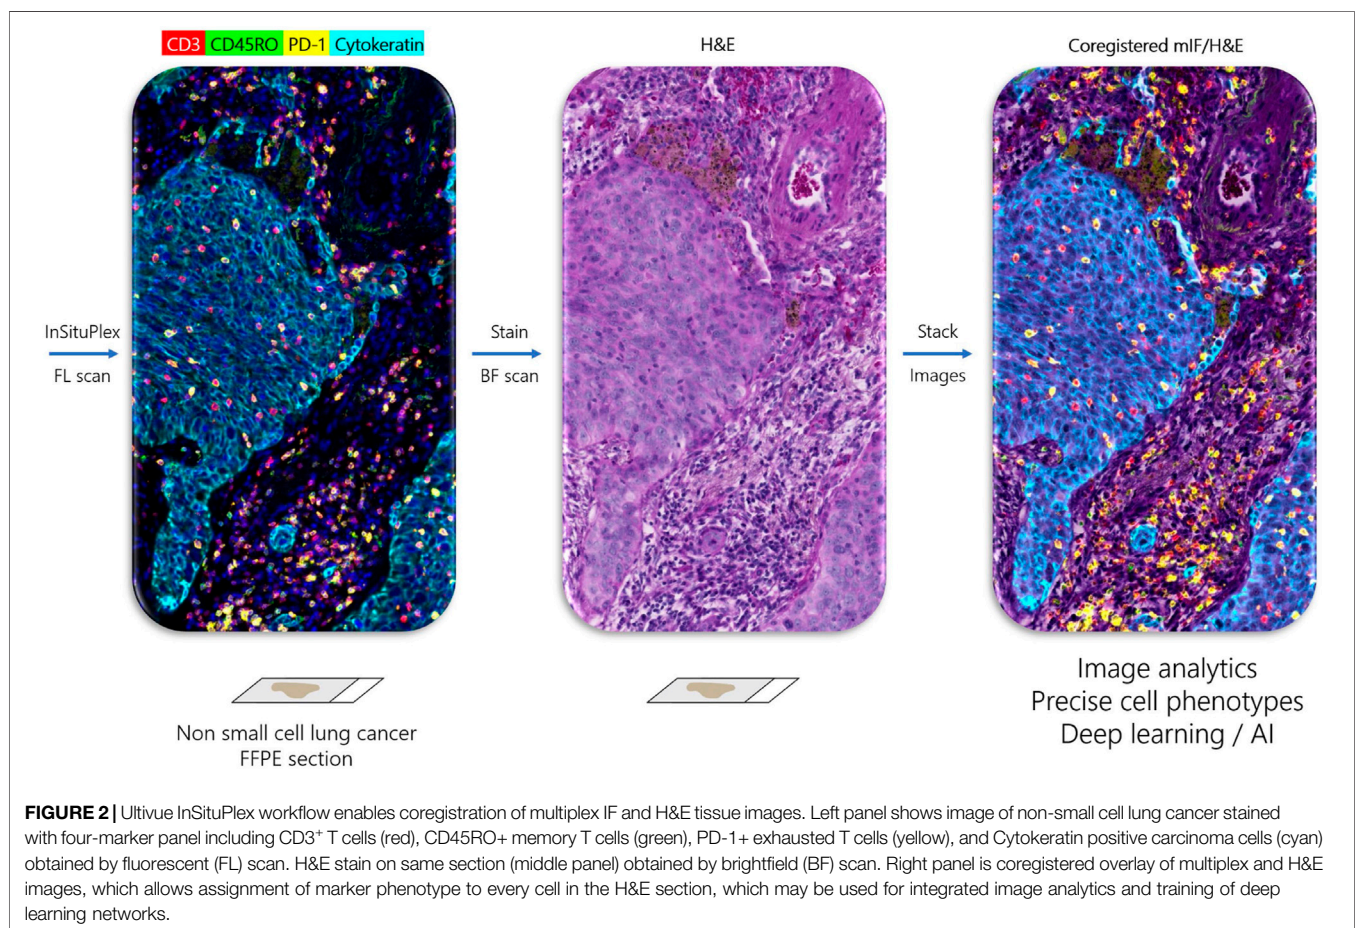 CD3 CD45RO PD-1 Cytokeratin
H&E
Coregistered mIF/H&E
InSituPlex
FL scan
Stain
BF scan
Stack
Images
Non small cell lung cancer
FFPE section
Image analytics
Precise cell phenotypes
Deep learning / AI
FIGURE 2 | Ultivue InSituPlex workflow enables coregistration of multiplex IF and H&E tissue images. Left panel shows image of non-small cell lung cancer stained
with four-marker panel including CD3⁺ T cells (red), CD45RO+ memory T cells (green), PD-1+ exhausted T cells (yellow), and Cytokeratin positive carcinoma cells (cyan)
obtained by fluorescent (FL) scan. H&E stain on same section (middle panel) obtained by brightfield (BF) scan. Right panel is coregistered overlay of multiplex and H&E
images, which allows assignment of marker phenotype to every cell in the H&E section, which may be used for integrated image analytics and training of deep
learning networks.